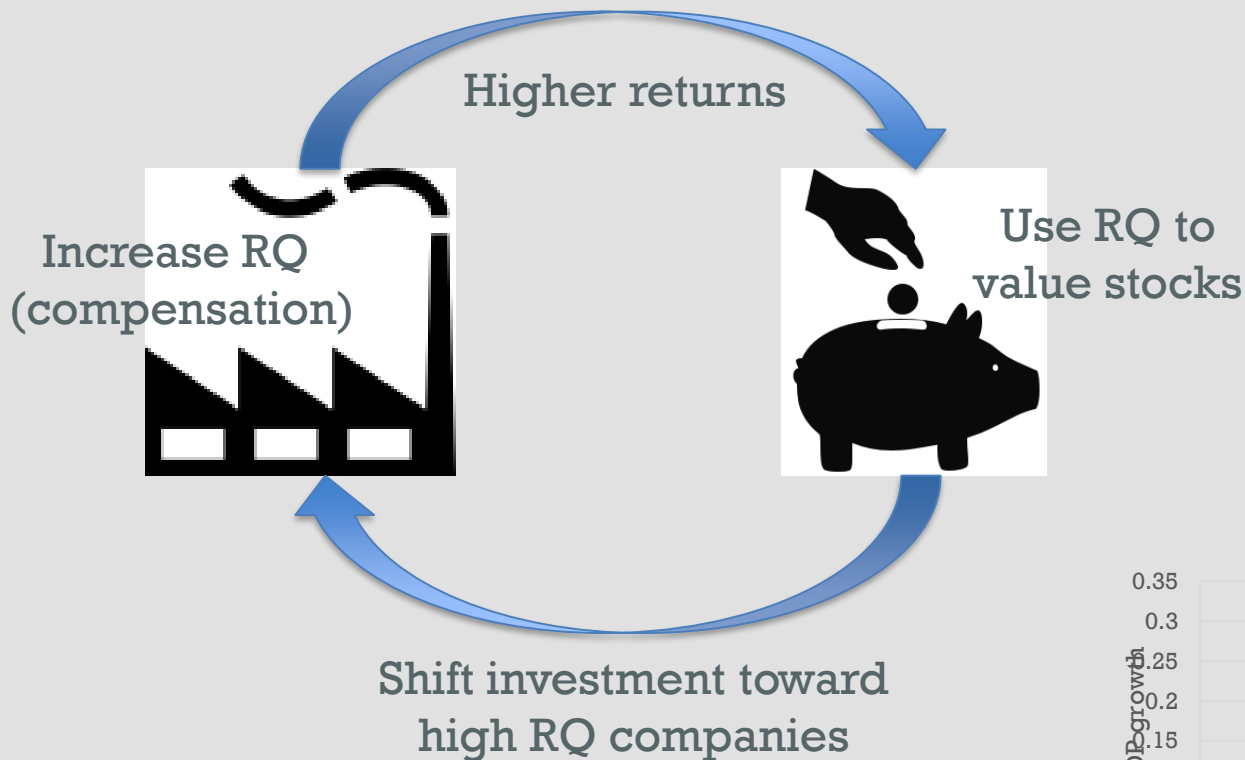 Higher returns
Increase RQ
(compensation)
Use RQ to
value stocks
Shift investment toward
high RQ companies
0.35
0.3
0.25
0.2
0.15
growth